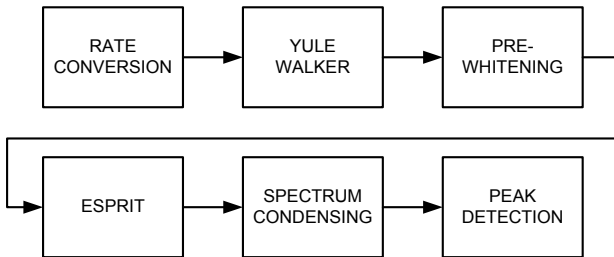 RATE
CONVERSION
YULE
WALKER
PRE-
WHITENING
ESPRIT
SPECTRUM
CONDENSING
PEAK
DETECTION